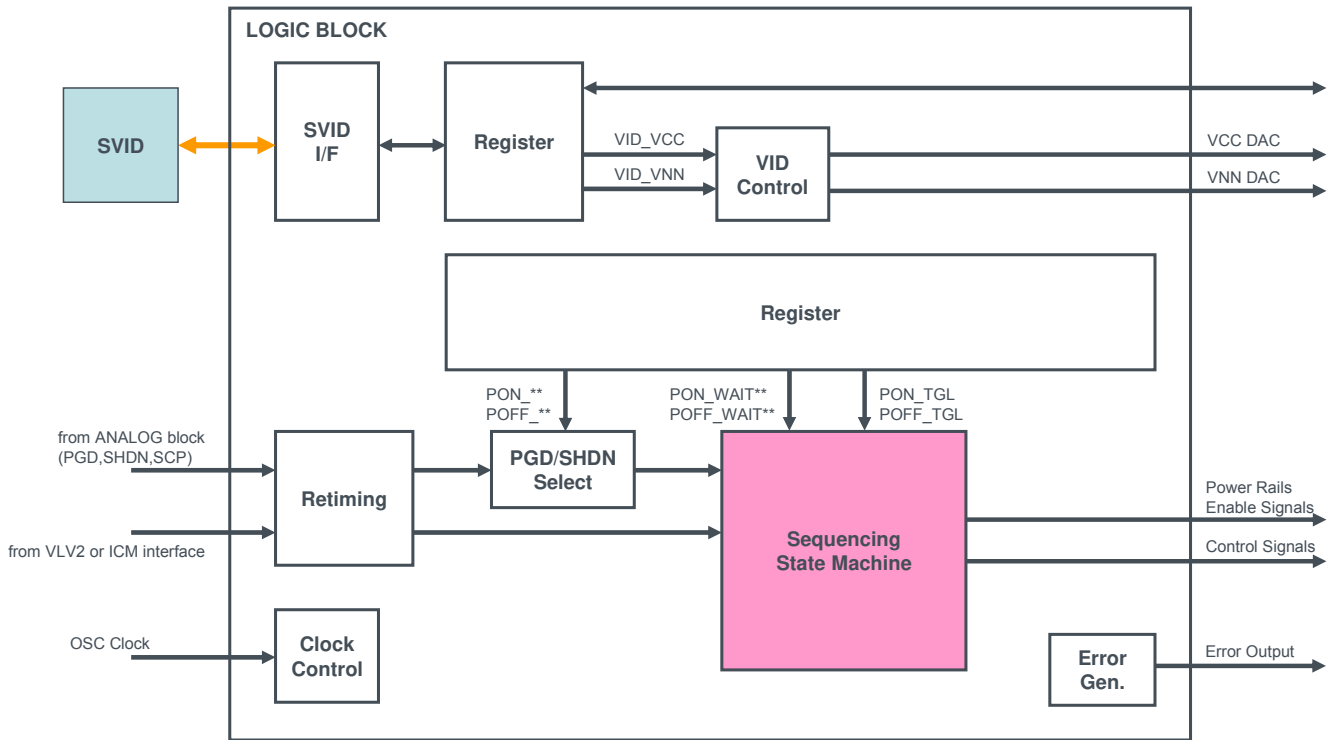 LOGIC BLOCK
SVID
SVID
I/F
Register
VID_VCC
VID_VNN
VID
Control
VCC DAC
VNN DAC
Register
PON_**
POFF_**
PON_WAIT**
POFF_WAIT**
PON_TGL
POFF_TGL
from ANALOG block
(PGD,SHDN,SCP)
from VLV2 or ICM interface
Retiming
PGD/SHDN
Select
Sequencing
State Machine
Power Rails
Enable Signals
Control Signals
OSC Clock
Clock
Control
Error
Gen.
Error Output